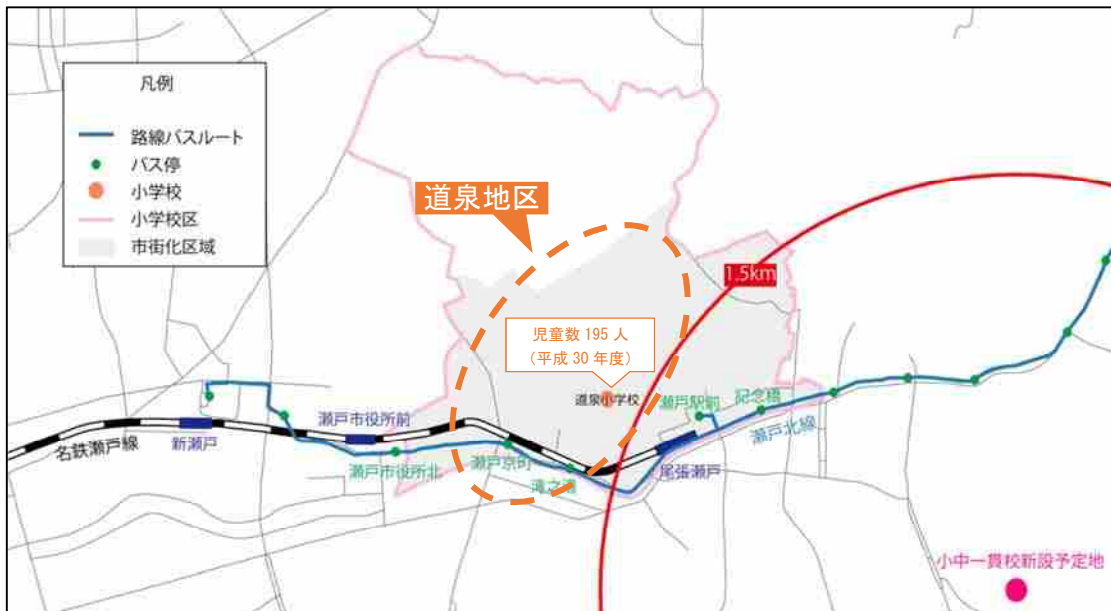 凡例
路線バスルート
バス停
小学校
小学校区
市街化区域
道泉地区
1.5km
児童数 195 人
（平成 30 年度）
道泉小学校
瀬戸駅前
記念橋
瀬戸北線
瀬戸市役所前
新瀬戸
名鉄瀬戸線
瀬戸市役所北
瀬戸京町
滝之湯
尾張瀬戸
小中一貫校新設予定地